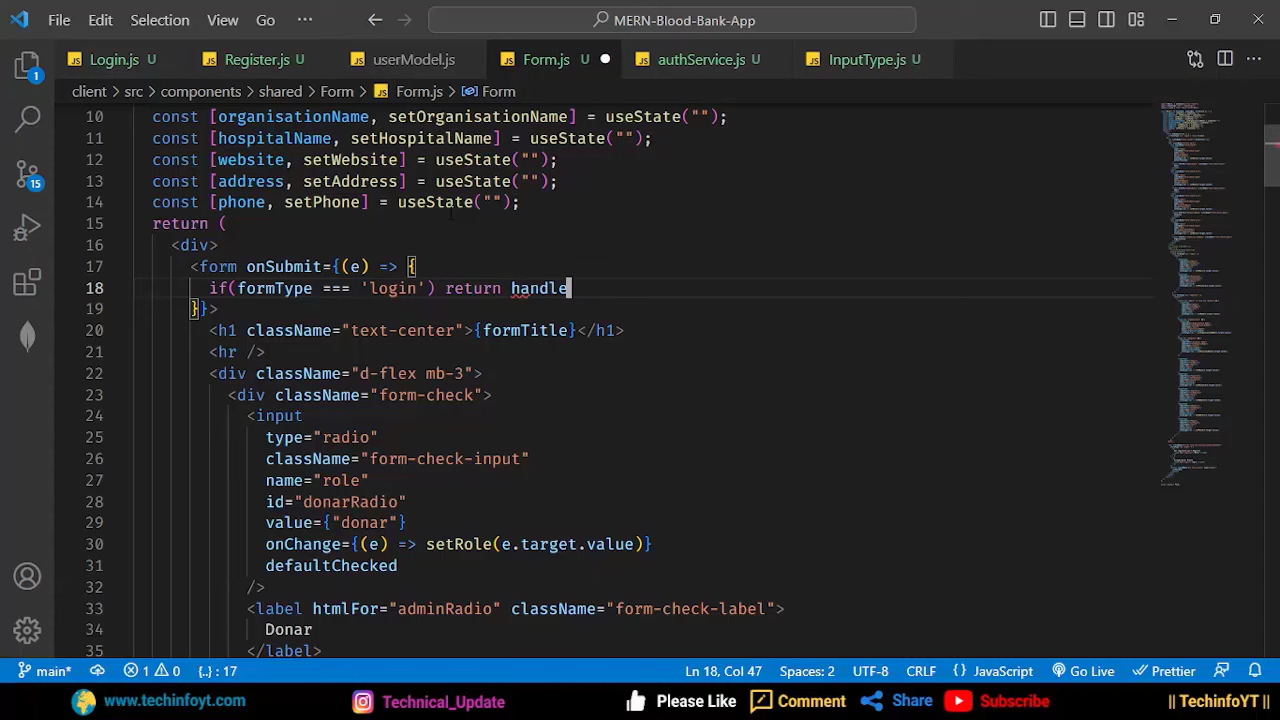 File Edit Selection View Go ··· MERN-Blood-Bank-App
Login.js U Register.js U userModel.js Form.js U authService.js U InputType.js U ···
client > src > components > shared > Form > Form.js > Form
10 const [organisationName, setOrganisationName] = useState("");
11 const [hospitalName, setHospitalName] = useState("");
12 const [website, setWebsite] = useState("");
13 const [address, setAddress] = useState("");
14 const [phone, setPhone] = useState("");
15 return (
16 <div>
17 <form onSubmit={(e) => {
18 if(formType === 'login') return handle
19 }}>
20 <h1 className="text-center">{formTitle}</h1>
21 <hr />
22 <div className="d-flex mb-3">
23 <div className="form-check">
24 <input
25 type="radio"
26 className="form-check-input"
27 name="role"
28 id="donarRadio"
29 value={"donar"}
30 onChange={(e) => setRole(e.target.value)}
31 defaultChecked
32 />
33 <label htmlFor="adminRadio" className="form-check-label">
34 Donar
35 </label>
1
15
main* 1 0 {..} : 17 Ln 18, Col 47 Spaces: 2 UTF-8 CRLF {} JavaScript Go Live Prettier
www.techinfoyt.com Technical_Update Please Like Comment Share Subscribe || TechinfoYT ||